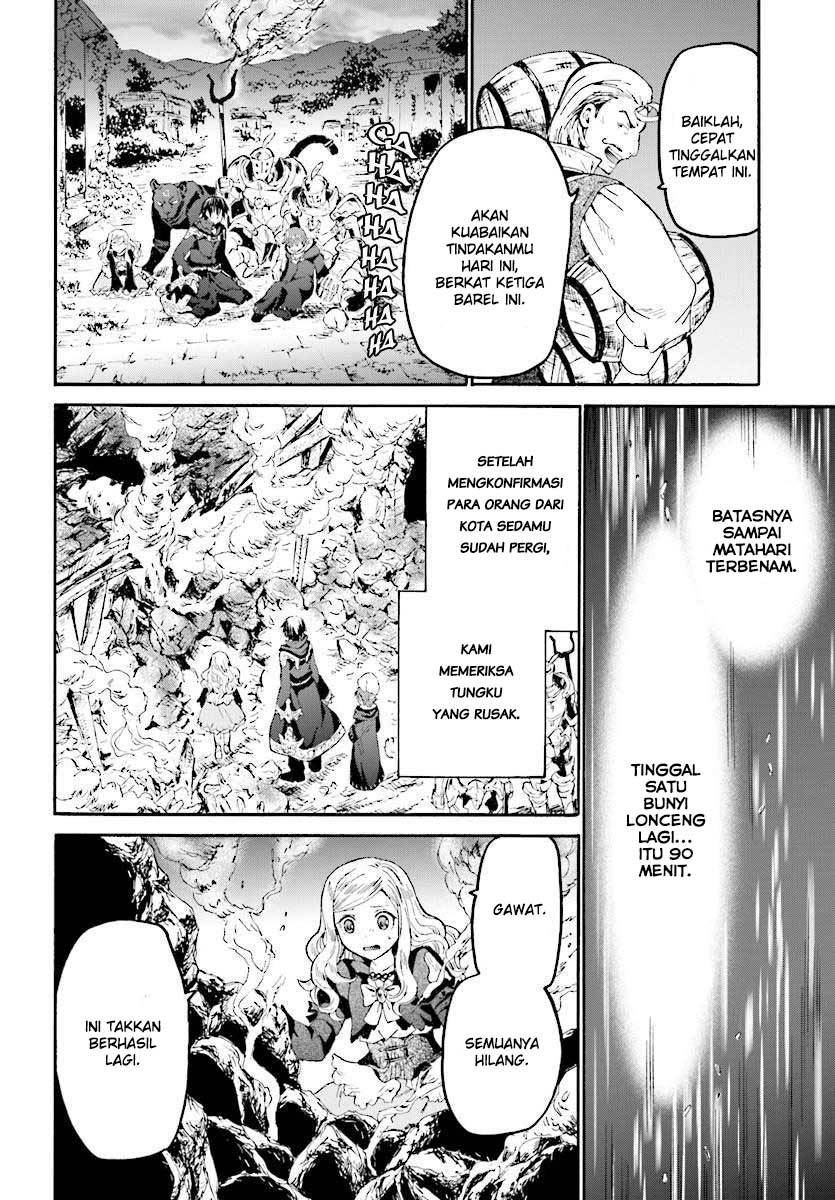 BAIKLAH,
CEPAT
TINGGALKAN
TEMPAT INI.
AKAN
KUABAIKAN
TINDAKANMU
HARI INI,
BERKAT KETIGA
BAREL INI.
GAHAHAHAHAHAHAHA
BATASNYA
SAMPAI
MATAHARI
TERBENAM.
TINGGAL
SATU
BUNYI
LONCENG
LAGI...
ITU 90
MENIT.
SETELAH
MENGKONFIRMASI
PARA ORANG DARI
KOTA SEDAMU
SUDAH PERGI,
KAMI
MEMERIKSA
TUNGKU
YANG RUSAK.
GAWAT.
SEMUANYA
HILANG.
INI TAKKAN
BERHASIL
LAGI.